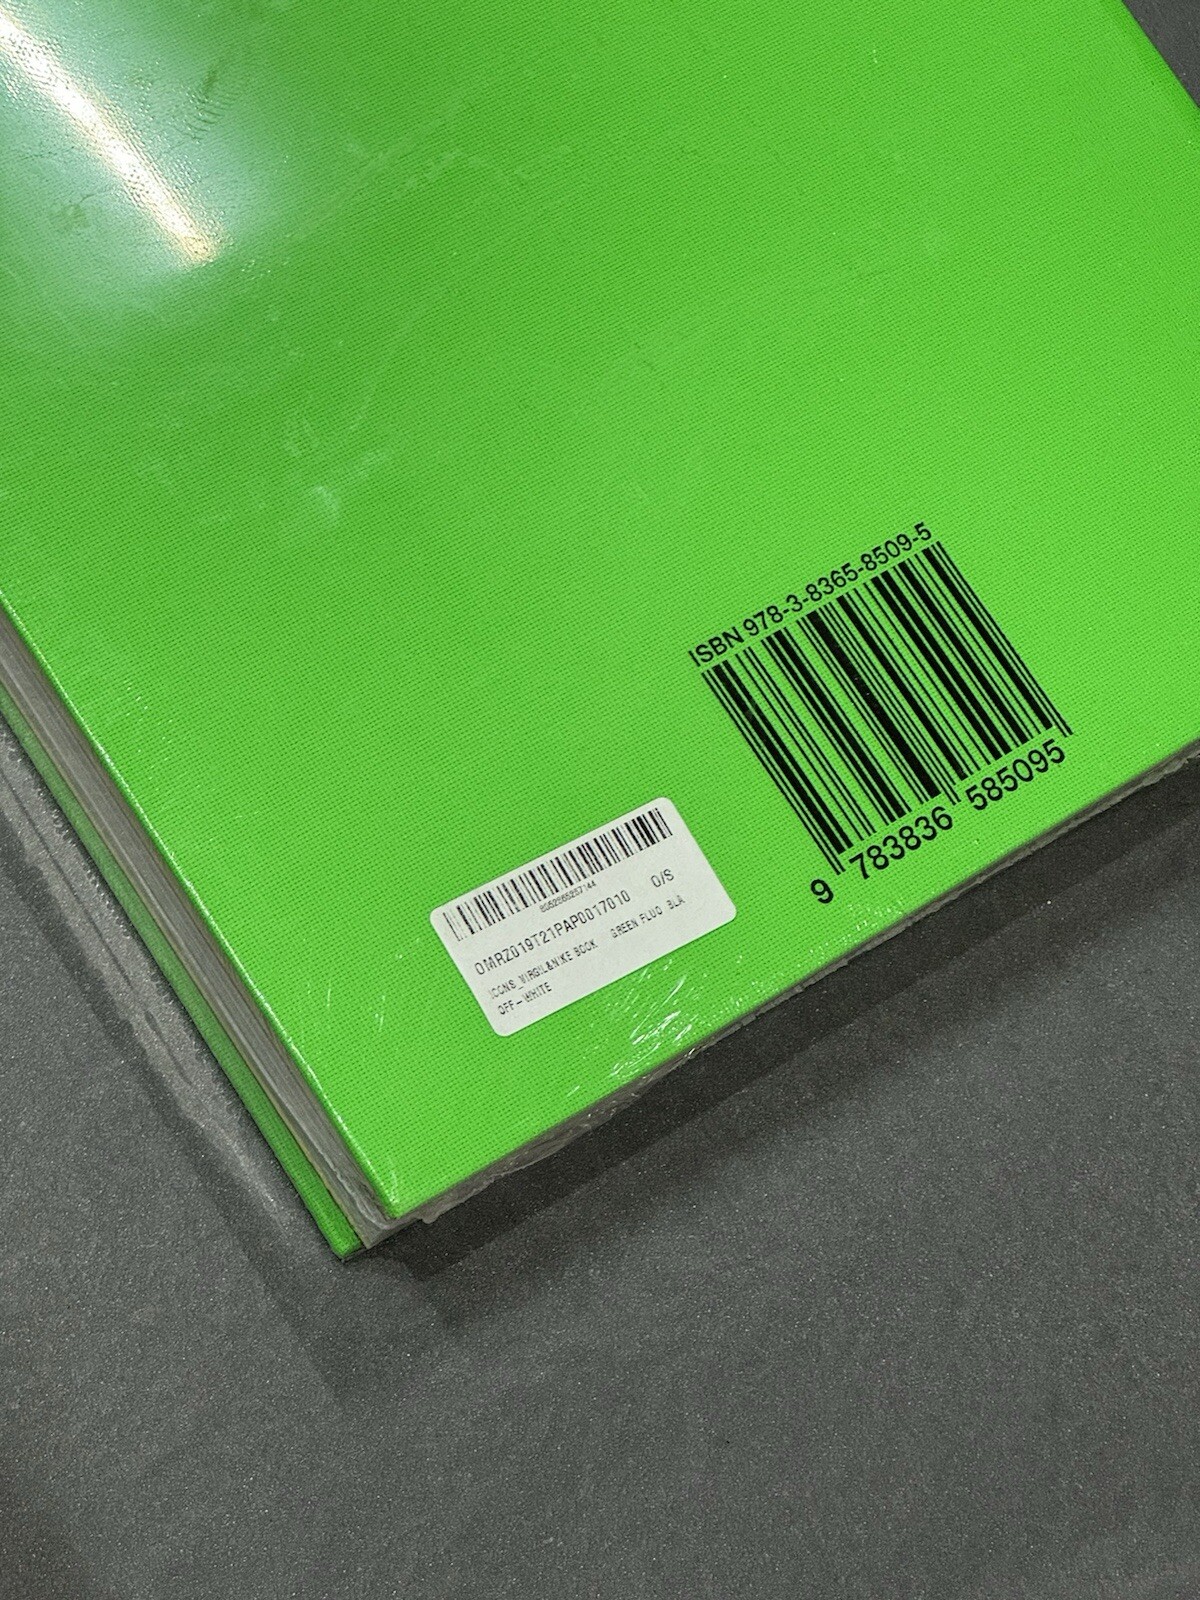 ISBN 978-3-8365-8509-5
9 783836 585095
OMRZ019T21PAP0017010 O/S
ICONS_VIRGIL&NIKE BOOK GREEN FLUO BLA
OFF-WHITE